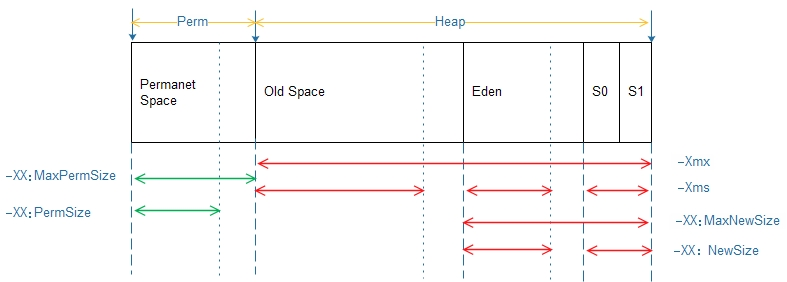 Perm
Heap
Permanet
Space
Old Space
Eden
S0
S1
-Xmx
-XX:MaxPermSize
-Xms
-XX:PermSize
-XX:MaxNewSize
-XX: NewSize